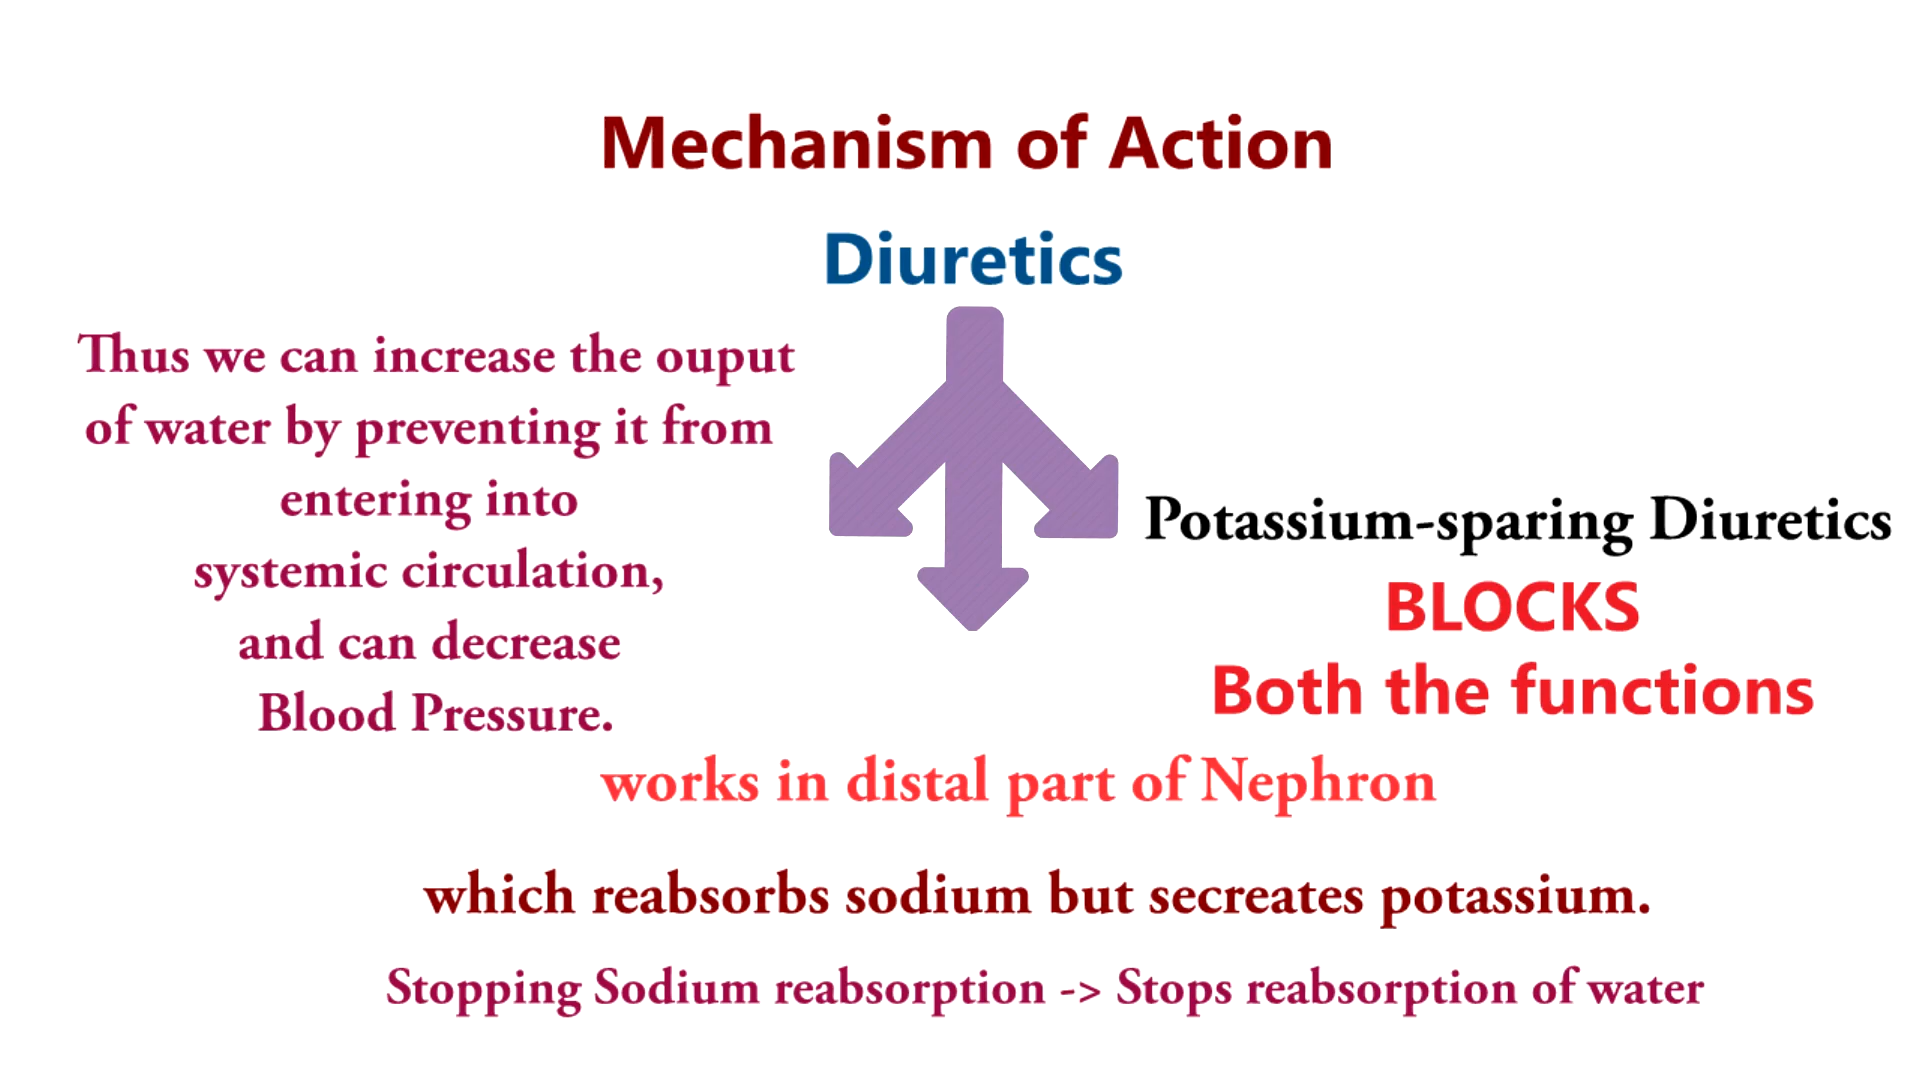 Mechanism of Action
Diuretics
Thus we can increase the ouput
of water by preventing it from
entering into
systemic circulation,
and can decrease
Blood Pressure.
Potassium-sparing Diuretics
BLOCKS
Both the functions
works in distal part of Nephron
which reabsorbs sodium but secreates potassium.
Stopping Sodium reabsorption -> Stops reabsorption of water